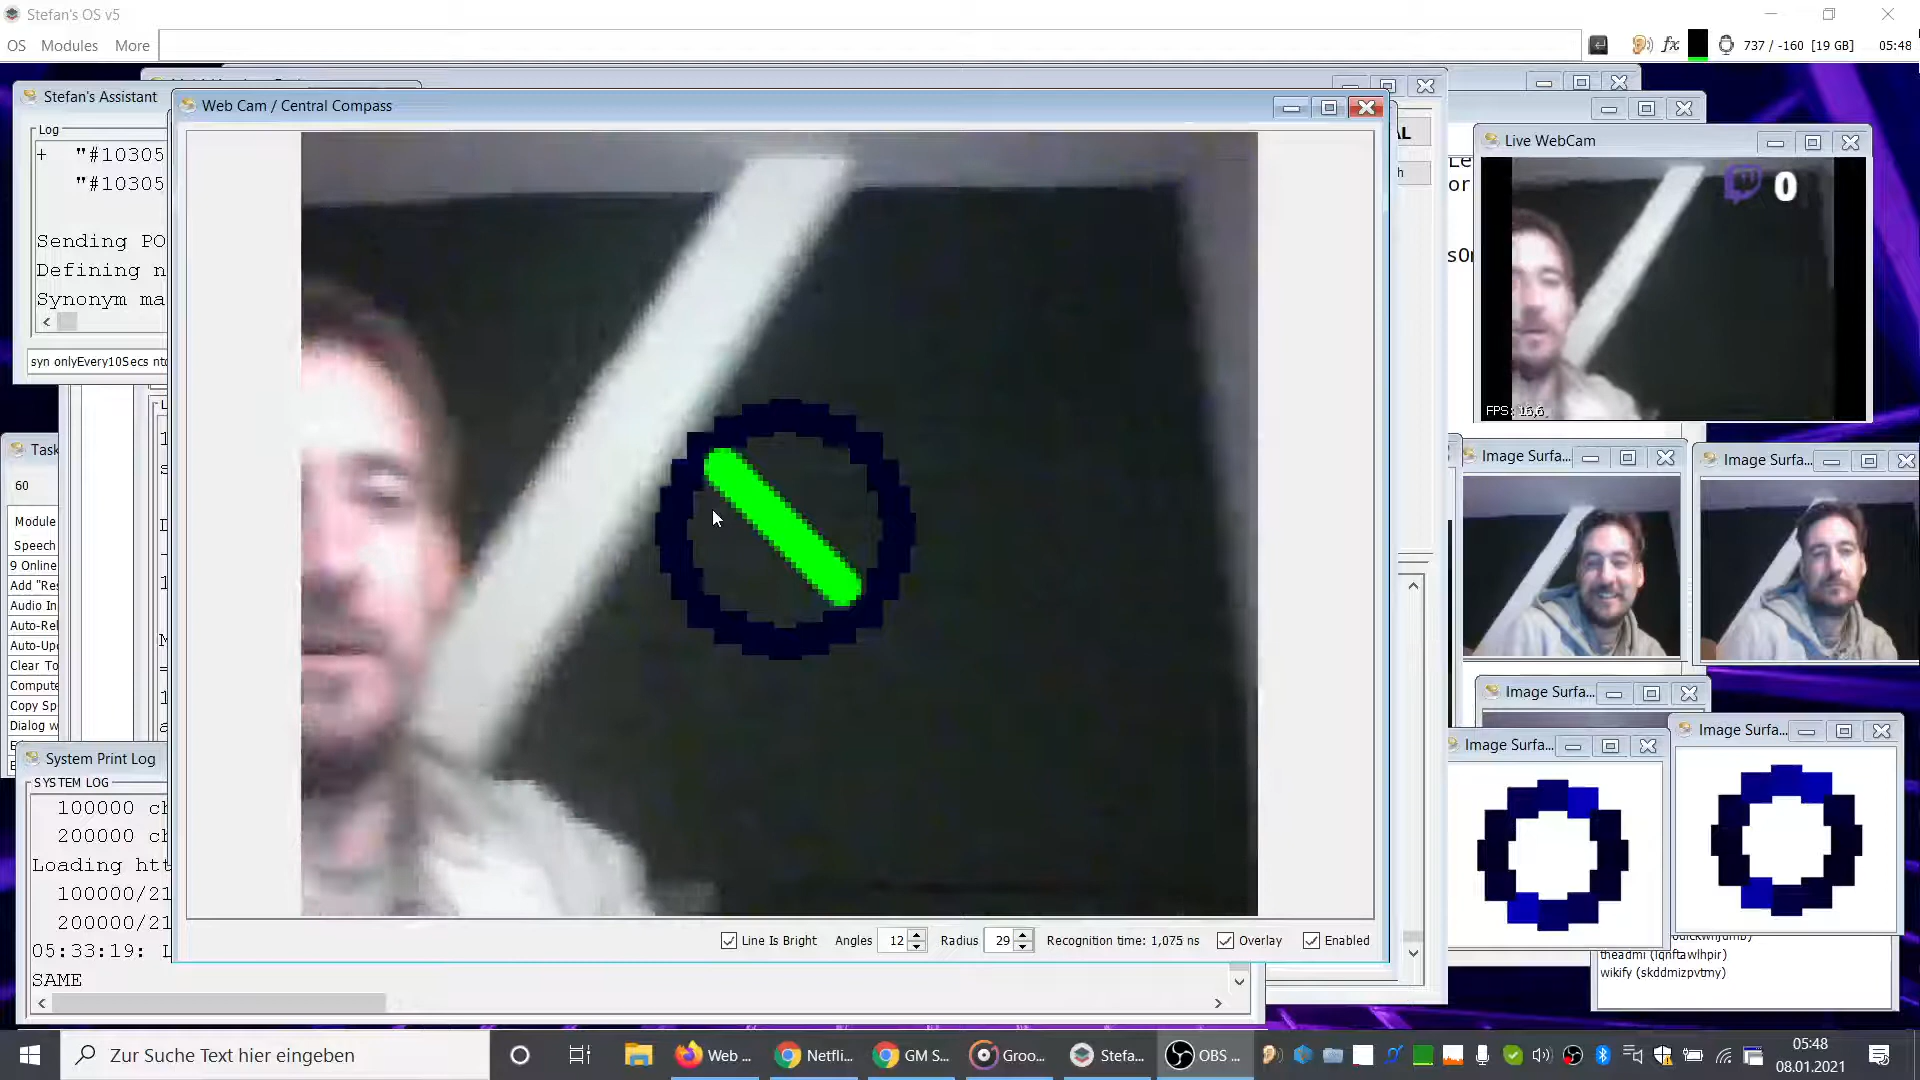 Stefan's OS v5
OS Modules More
fx 737 / -160 [19 GB] 05:48
Stefan's Assistant
Log
+ "#10305
"#10305
Sending PO
Defining n
Synonym ma
syn onlyEvery10Secs
Web Cam / Central Compass
Line Is Bright Angles 12 Radius 29 Recognition time: 1,075 ns Overlay Enabled
Live WebCam
0
FPS: 16,6
Image Surfa...
Image Surfa...
Image Surfa...
Image Surfa...
Image Surfa...
Task
60
Module
Speech
9 Online
Add "Res
Audio In
Auto-Rel
Auto-Upd
Clear To
Compute
Copy Sp
Dialog w
System Print Log
SYSTEM LOG
100000 ch
200000 ch
Loading htt
100000/21
200000/21
05:33:19: L
SAME
theadmi (lqnftawlhpir)
wikify (skddmizpvtmy)
Zur Suche Text hier eingeben
Web ...
Netfli...
GM S...
Groo...
Stefa...
OBS ...
05:48
08.01.2021